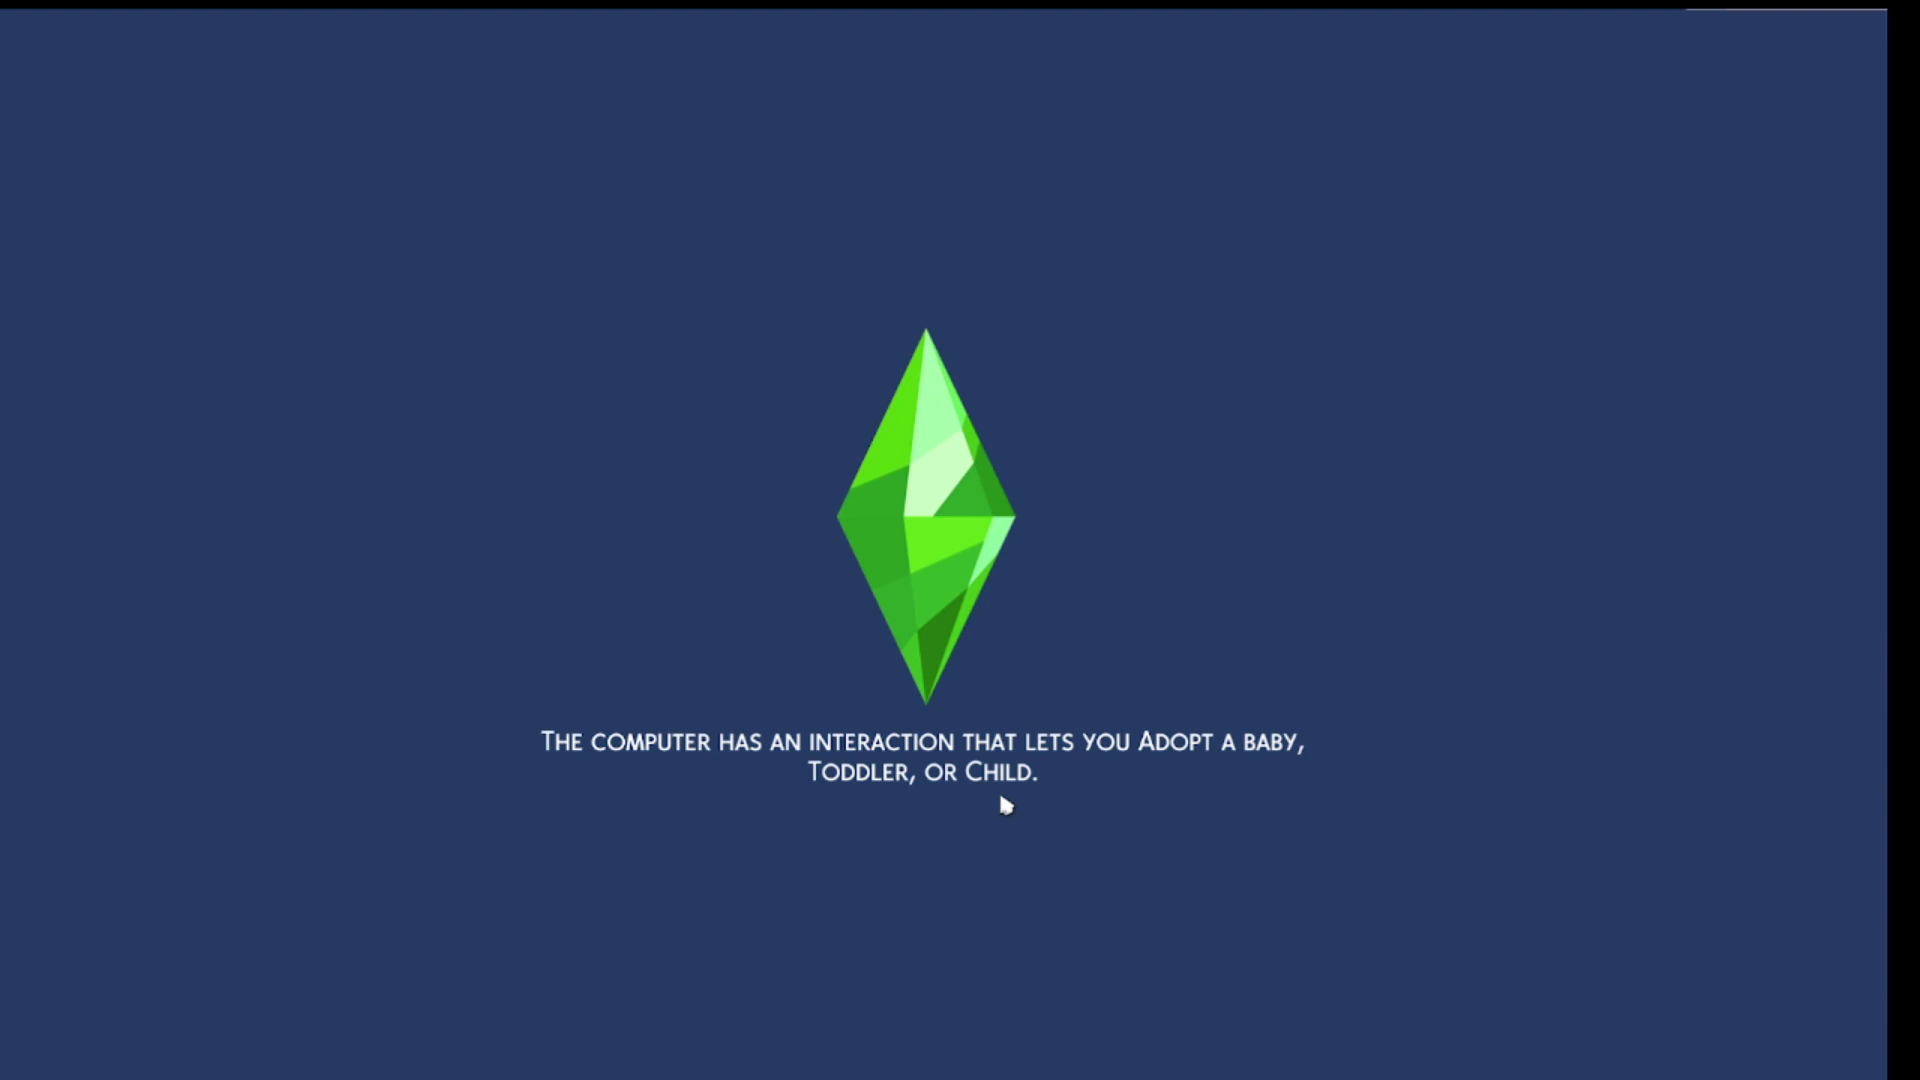 The computer has an interaction that lets you Adopt a baby,
Toddler, or Child.